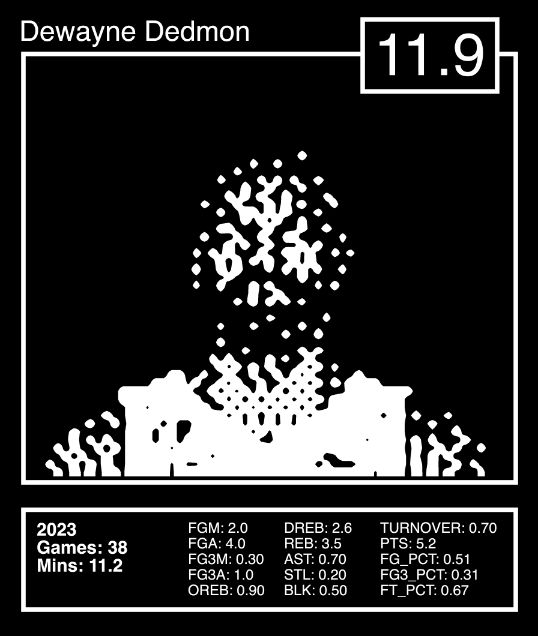 Dewayne Dedmon
11.9
2023
Games: 38
Mins: 11.2
FGM: 2.0
FGA: 4.0
FG3M: 0.30
FG3A: 1.0
OREB: 0.90
DREB: 2.6
REB: 3.5
AST: 0.70
STL: 0.20
BLK: 0.50
TURNOVER: 0.70
PTS: 5.2
FG_PCT: 0.51
FG3_PCT: 0.31
FT_PCT: 0.67